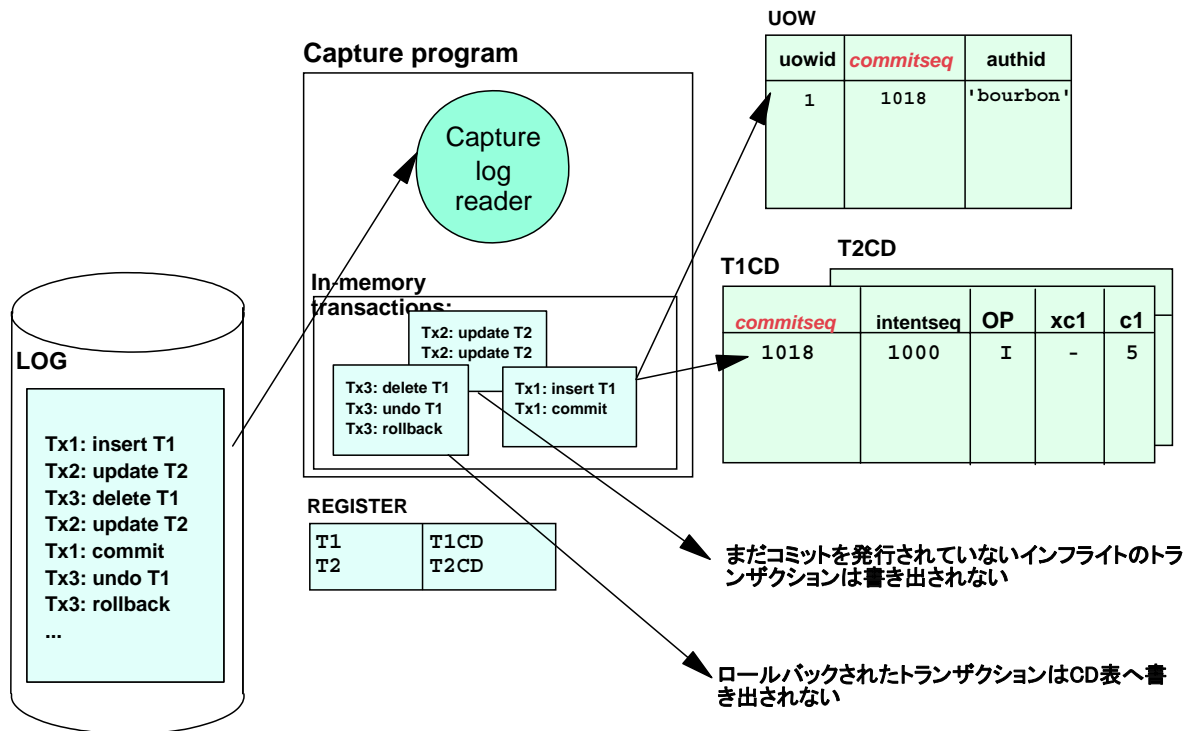 UOW
uowid commitseq authid
1 1018 'bourbon'
Capture program
Capture
log
reader
In-memory
transactions:
Tx2: update T2
Tx2: update T2
Tx3: delete T1
Tx3: undo T1
Tx3: rollback
Tx1: insert T1
Tx1: commit
T2CD
T1CD
commitseq intentseq OP xc1 c1
1018 1000 I - 5
LOG
Tx1: insert T1
Tx2: update T2
Tx3: delete T1
Tx2: update T2
Tx1: commit
Tx3: undo T1
Tx3: rollback
...
REGISTER
T1 T1CD
T2 T2CD
まだコミットを発行されていないインフライトのトラ
ンザクションは書き出されない
ロールバックされたトランザクションはCD表へ書
き出されない